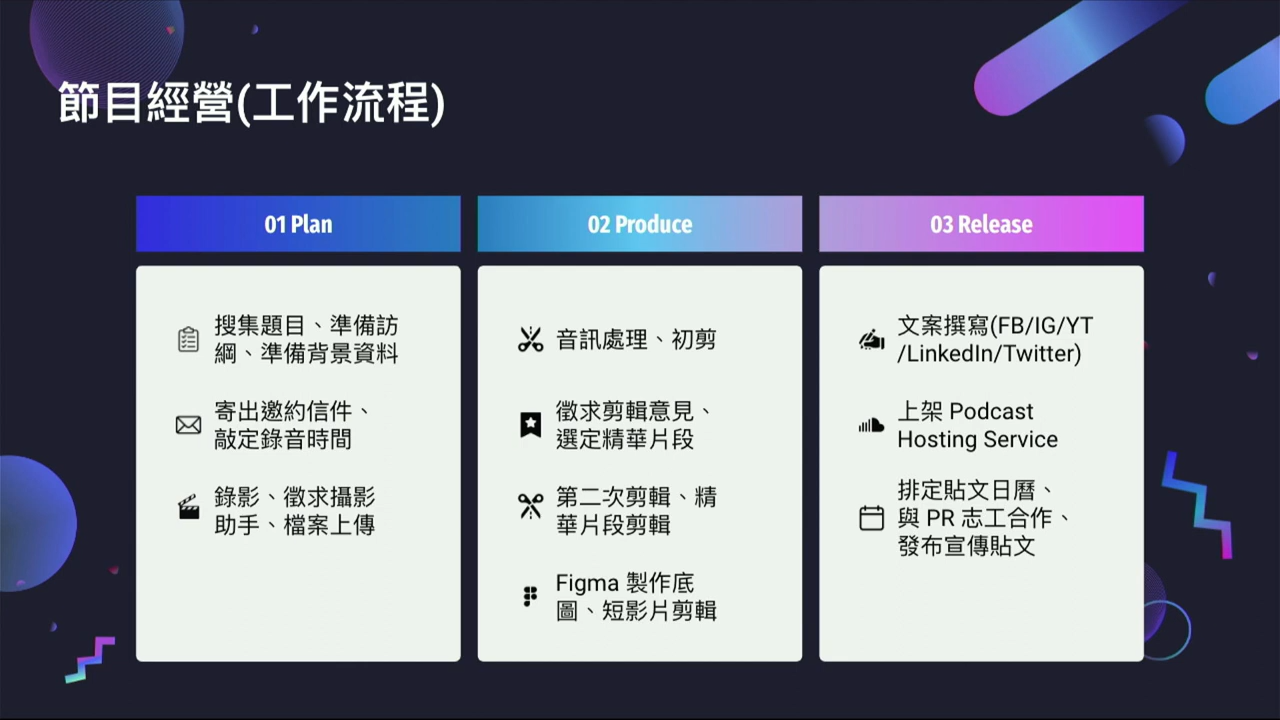 節目經營(工作流程)
01 Plan
搜集題目、準備訪
綱、準備背景資料
寄出邀約信件、
敲定錄音時間
錄影、徵求攝影
助手、檔案上傳
02 Produce
音訊處理、初剪
徵求剪輯意見、
選定精華片段
第二次剪輯、精
華片段剪輯
Figma 製作底
圖、短影片剪輯
03 Release
文案撰寫(FB/IG/YT
/LinkedIn/Twitter)
上架 Podcast
Hosting Service
排定貼文日曆、
與 PR 志工合作、
發布宣傳貼文